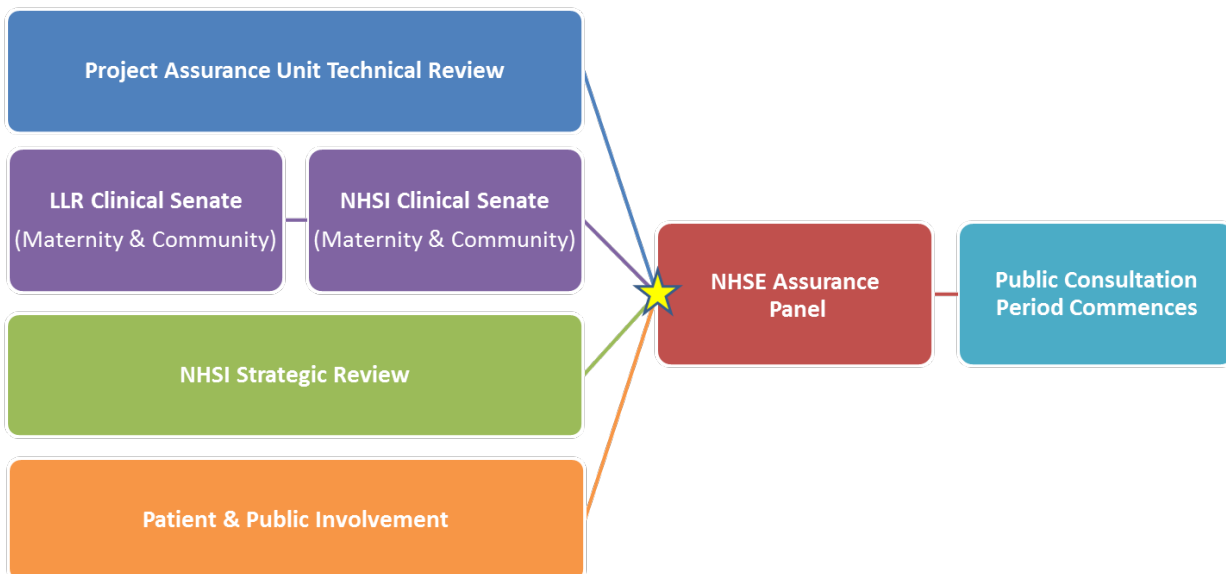 Project Assurance Unit Technical Review
LLR Clinical Senate
(Maternity & Community)
NHSI Clinical Senate
(Maternity & Community)
NHSI Strategic Review
Patient & Public Involvement
NHSE Assurance
Panel
Public Consultation
Period Commences